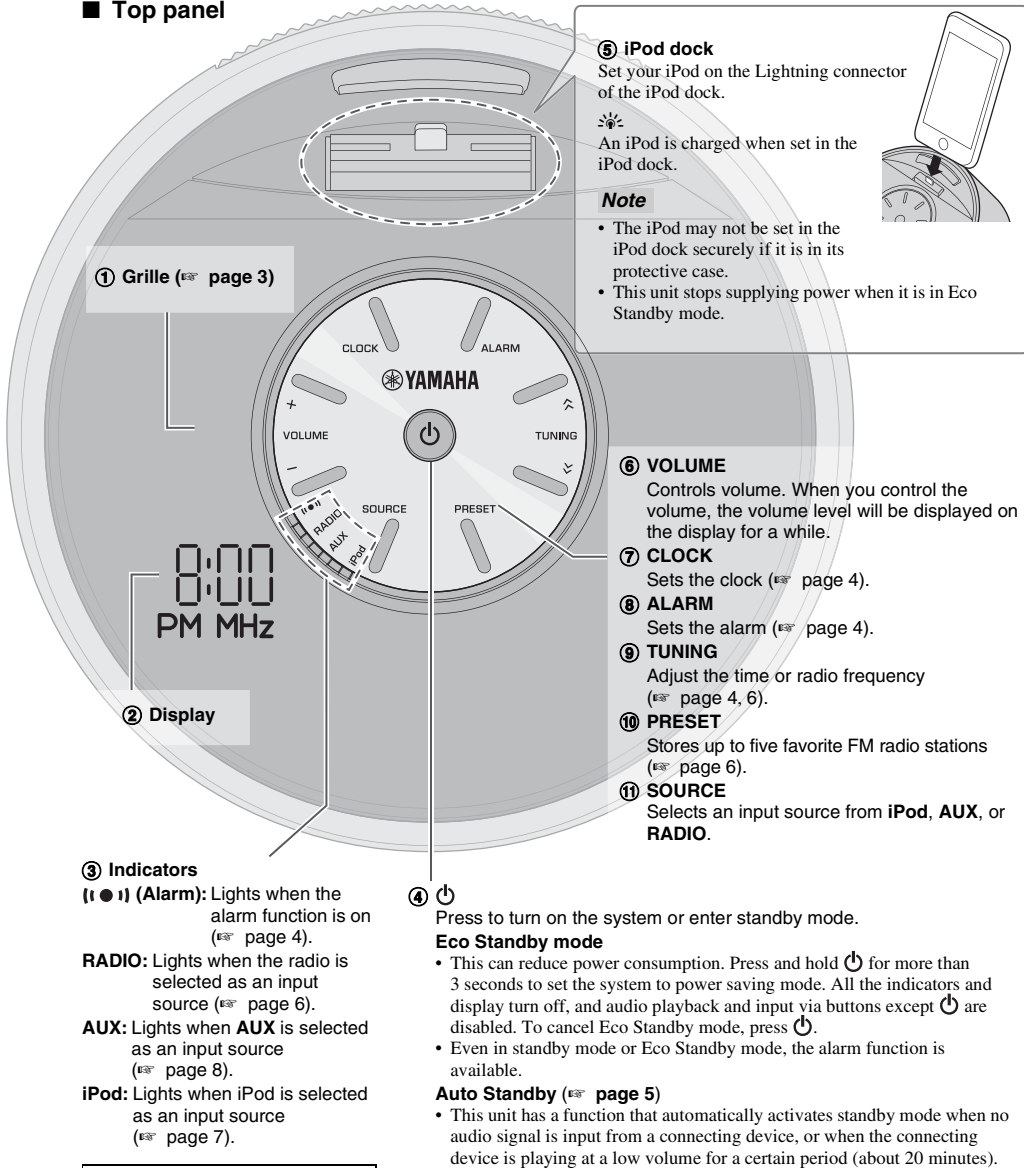 ■ Top panel
⑤ iPod dock
Set your iPod on the Lightning connector
of the iPod dock.
An iPod is charged when set in the
iPod dock.
Note
• The iPod may not be set in the
iPod dock securely if it is in its
protective case.
• This unit stops supplying power when it is in Eco
Standby mode.
① Grille (☞ page 3)
CLOCK
ALARM
YAMAHA
+
VOLUME
–
TUNING
SOURCE
PRESET
RADIO
AUX
iPod
8:00
PM MHz
② Display
⑥ VOLUME
Controls volume. When you control the
volume, the volume level will be displayed on
the display for a while.
⑦ CLOCK
Sets the clock (☞ page 4).
⑧ ALARM
Sets the alarm (☞ page 4).
⑨ TUNING
Adjust the time or radio frequency
(☞ page 4, 6).
⑩ PRESET
Stores up to five favorite FM radio stations
(☞ page 6).
⑪ SOURCE
Selects an input source from iPod, AUX, or
RADIO.
③ Indicators
(Alarm): Lights when the
alarm function is on
(☞ page 4).
RADIO: Lights when the radio is
selected as an input
source (☞ page 6).
AUX: Lights when AUX is selected
as an input source
(☞ page 8).
iPod: Lights when iPod is selected
as an input source
(☞ page 7).
④ ⏻
Press to turn on the system or enter standby mode.
Eco Standby mode
• This can reduce power consumption. Press and hold ⏻ for more than
3 seconds to set the system to power saving mode. All the indicators and
display turn off, and audio playback and input via buttons except ⏻ are
disabled. To cancel Eco Standby mode, press ⏻.
• Even in standby mode or Eco Standby mode, the alarm function is
available.
Auto Standby (☞ page 5)
• This unit has a function that automatically activates standby mode when no
audio signal is input from a connecting device, or when the connecting
device is playing at a low volume for a certain period (about 20 minutes).